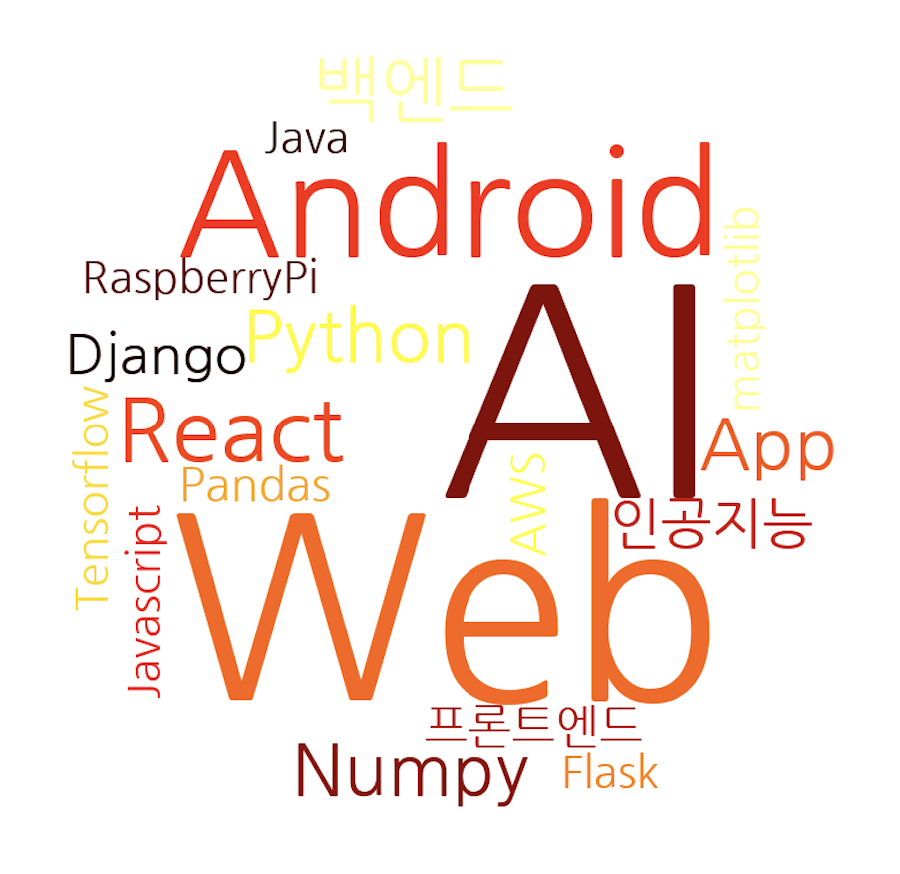 백엔드
Java
Android
RaspberryPi
matplotlib
AI
Python
Django
React
App
Tensorflow
Pandas
AWS
인공지능
Javascript
Web
프론트엔드
Numpy
Flask